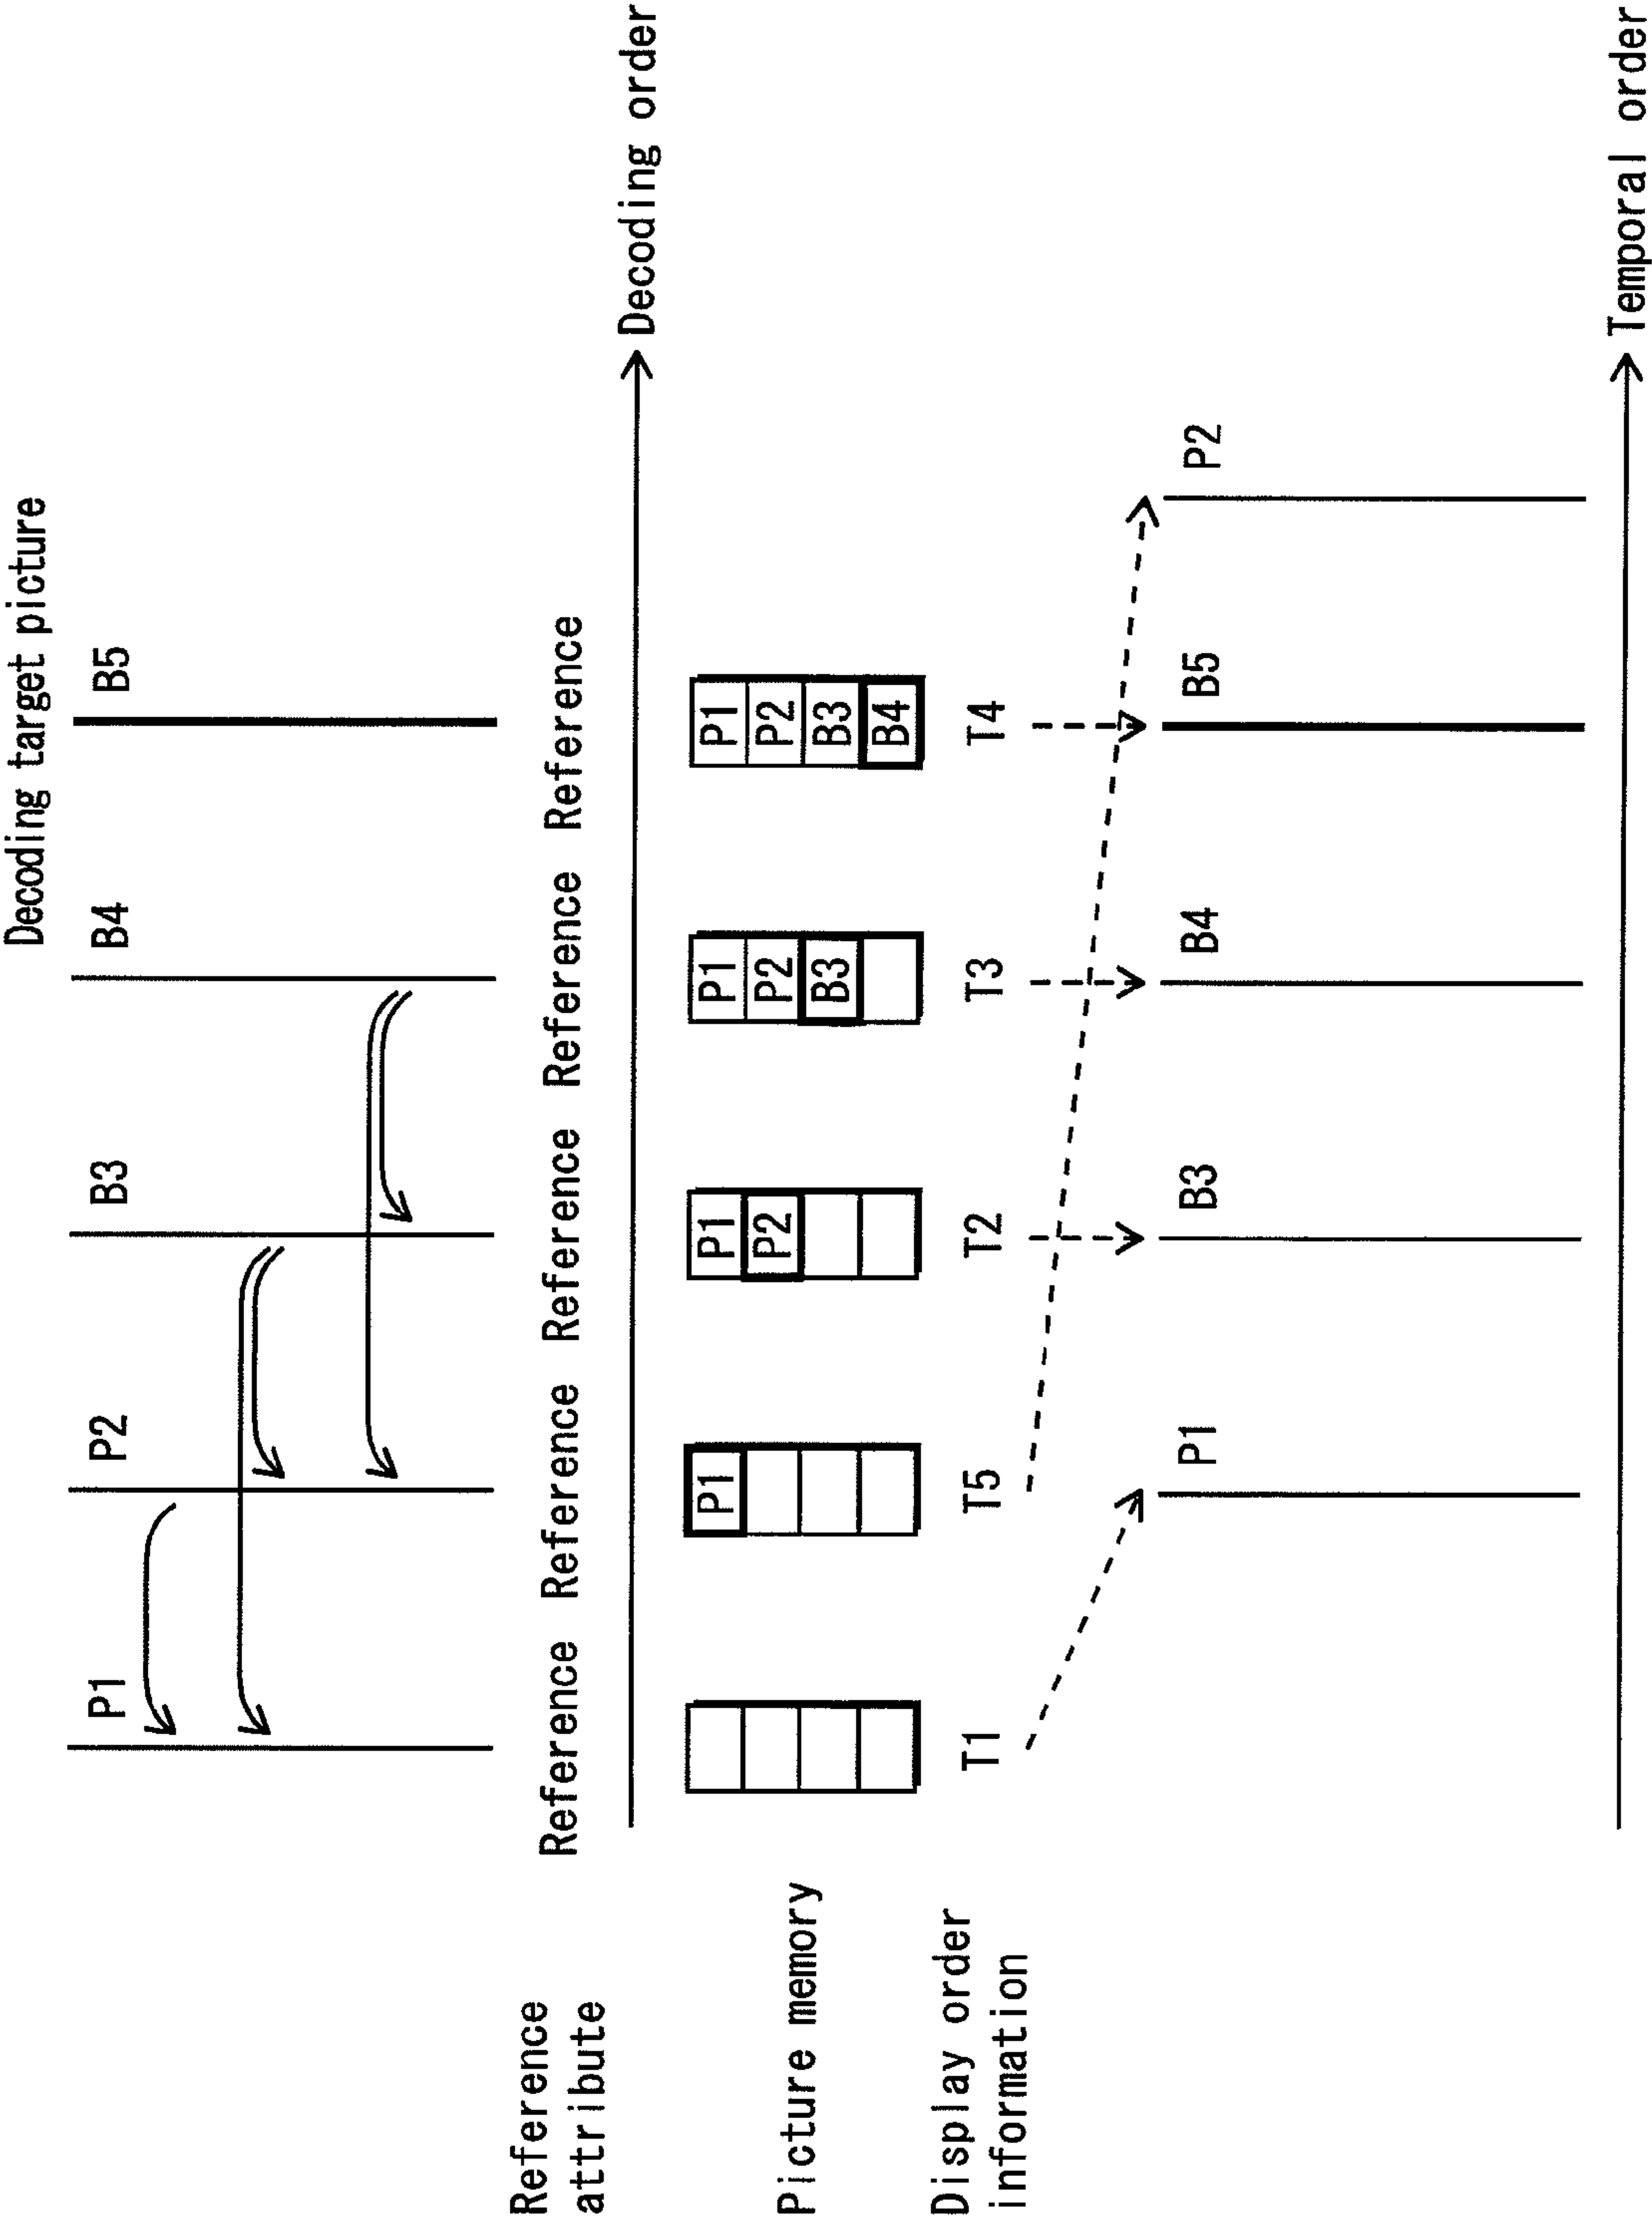 Decoding target picture
P1 P2 B3 B4 B5
Reference
attribute
Reference Reference Reference Reference Reference
Decoding order
Picture memory
P1 P1 P1 P1
P2 P2 P2
B3 B3
B4
Display order
information
T1 T5 T2 T3 T4
P1 B3 B4 B5 P2
Temporal order